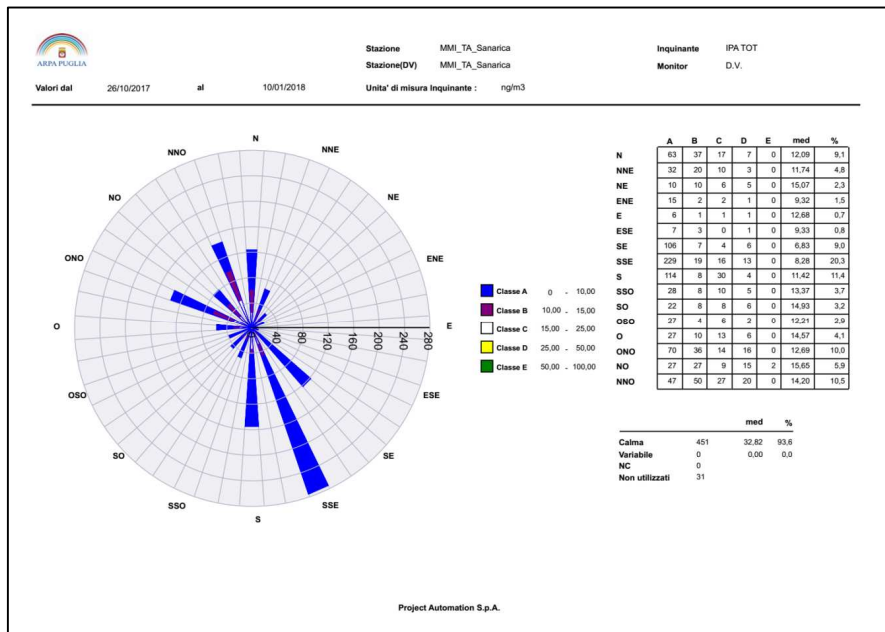 ARPA PUGLIA
Stazione MMI_TA_Sanarica Inquinante IPA TOT
Stazione(DV) MMI_TA_Sanarica Monitor D.V.
Valori dal 26/10/2017 al 10/01/2018 Unita' di misura Inquinante : ng/m3
N
NNE
NE
ENE
E
ESE
SE
SSE
S
SSO
SO
OSO
O
ONO
NO
NNO
40 80 120 160 200 240 280
Classe A 0 - 10,00
Classe B 10,00 - 15,00
Classe C 15,00 - 25,00
Classe D 25,00 - 50,00
Classe E 50,00 - 100,00
A B C D E med %
N 63 37 17 7 0 12,09 9,1
NNE 32 20 10 3 0 11,74 4,8
NE 10 10 6 5 0 15,07 2,3
ENE 15 2 2 1 0 9,32 1,5
E 6 1 1 1 0 12,68 0,7
ESE 7 3 0 1 0 9,33 0,8
SE 106 7 4 6 0 6,83 9,0
SSE 229 19 16 13 0 8,28 20,3
S 114 8 30 4 0 11,42 11,4
SSO 28 8 10 5 0 13,37 3,7
SO 22 8 8 6 0 14,93 3,2
OSO 27 4 6 2 0 12,21 2,9
O 27 10 13 6 0 14,57 4,1
ONO 70 36 14 16 0 12,69 10,0
NO 27 27 9 15 2 15,65 5,9
NNO 47 50 27 20 0 14,20 10,5
med %
Calma 451 32,82 93,6
Variabile 0 0,00 0,0
NC 0
Non utilizzati 31
Project Automation S.p.A.